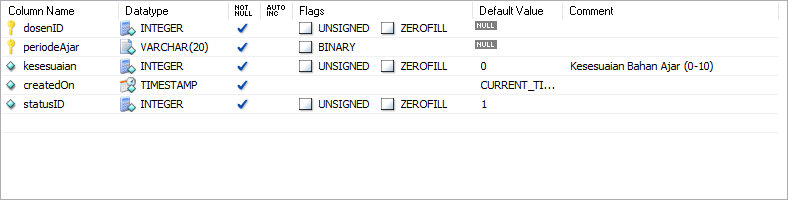 Column Name Datatype NOT NULL AUTO INC Flags Default Value Comment
dosenID INTEGER UNSIGNED ZEROFILL NULL
periodeAjar VARCHAR(20) BINARY NULL
kesesuaian INTEGER UNSIGNED ZEROFILL 0 Kesesuaian Bahan Ajar (0-10)
createdOn TIMESTAMP CURRENT_TI...
statusID INTEGER UNSIGNED ZEROFILL 1